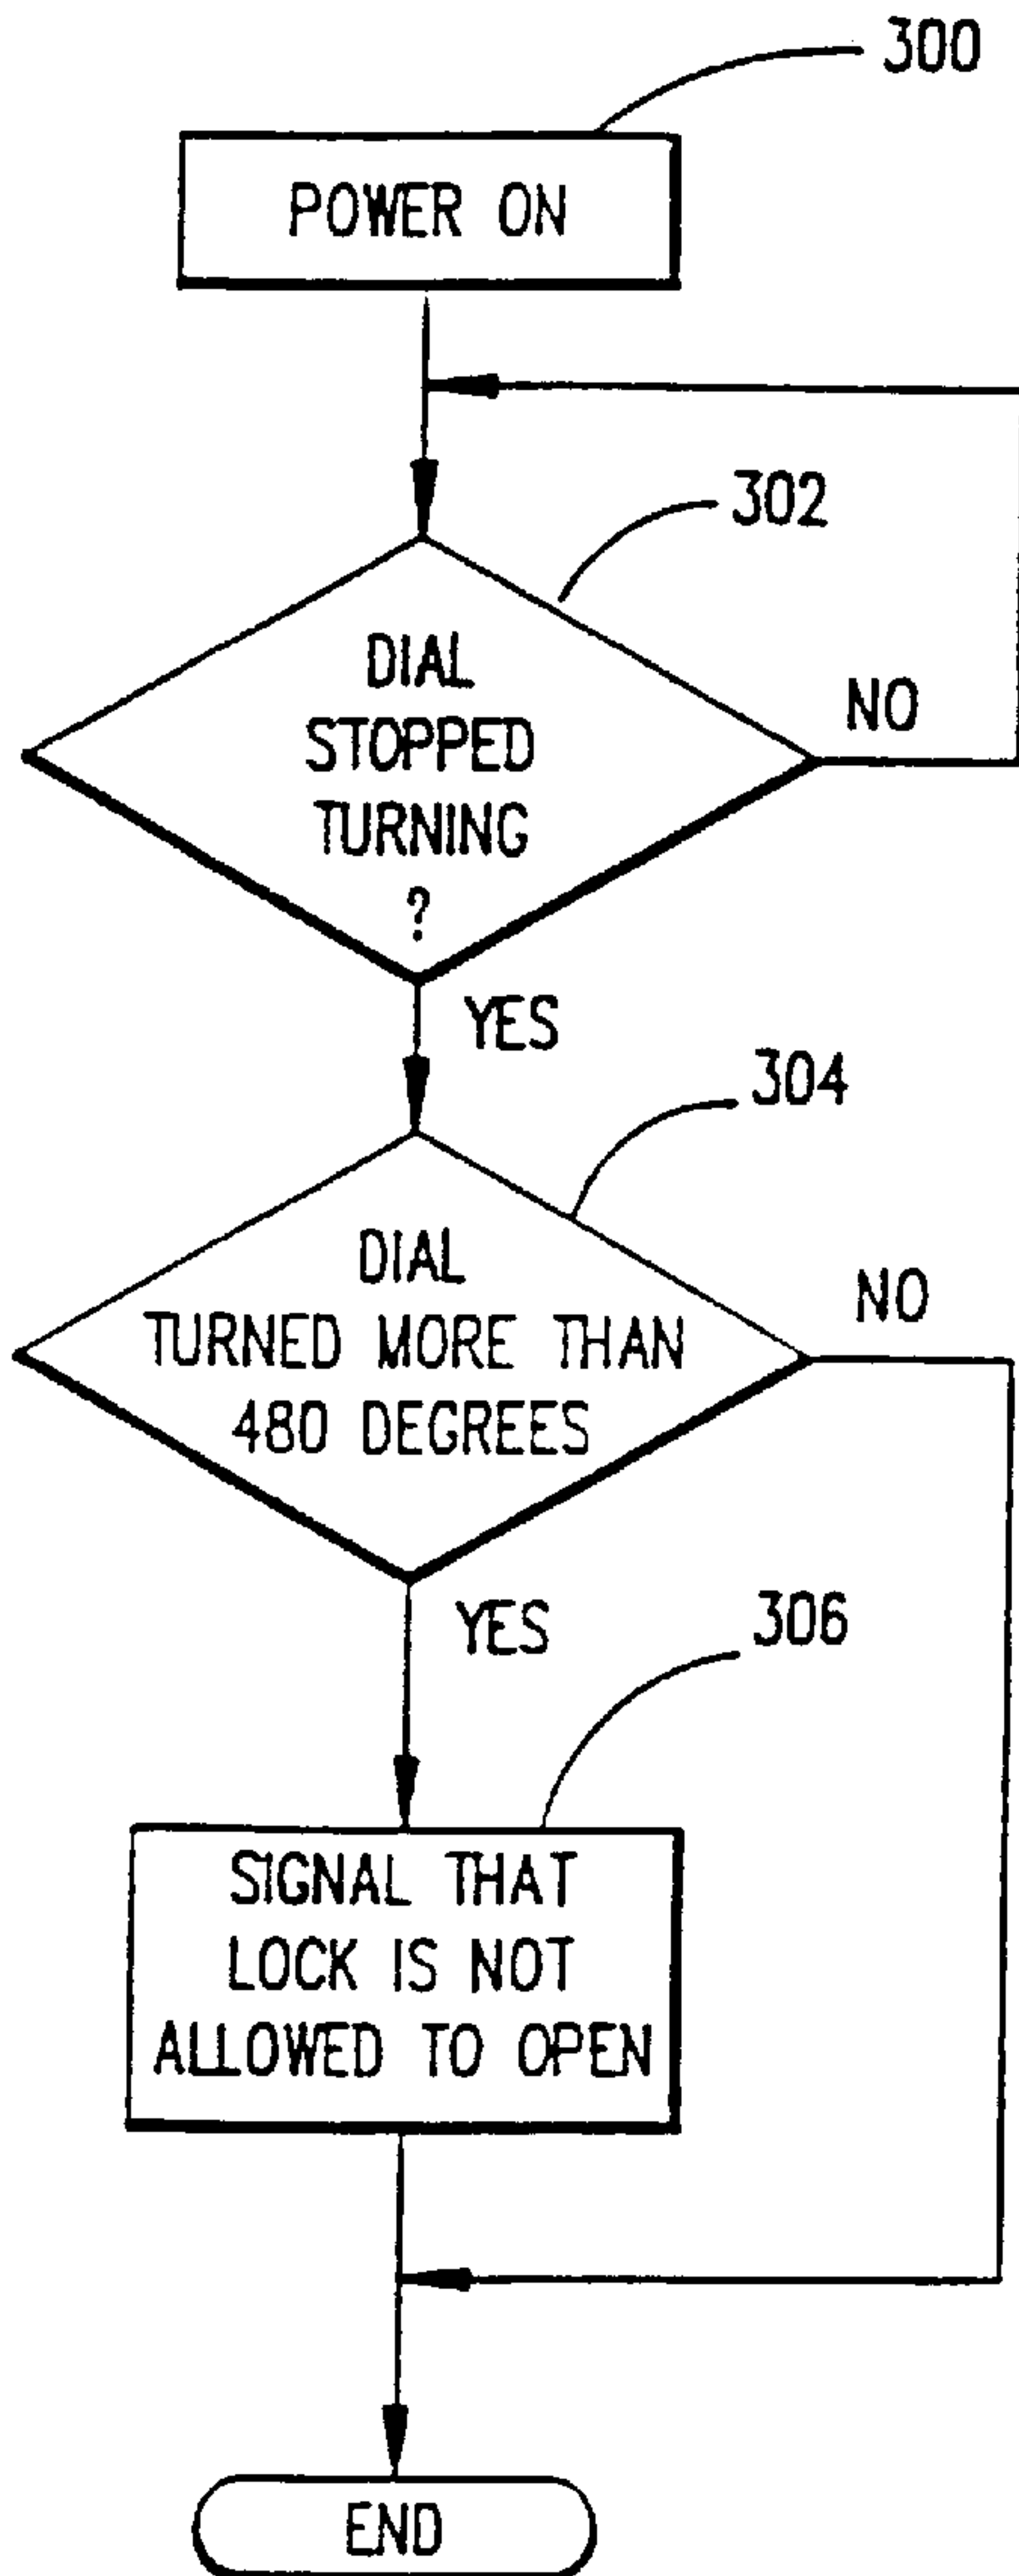 300
POWER ON
302
DIAL
STOPPED
TURNING
?
NO
YES
304
DIAL
TURNED MORE THAN
480 DEGREES
NO
YES
306
SIGNAL THAT
LOCK IS NOT
ALLOWED TO OPEN
END